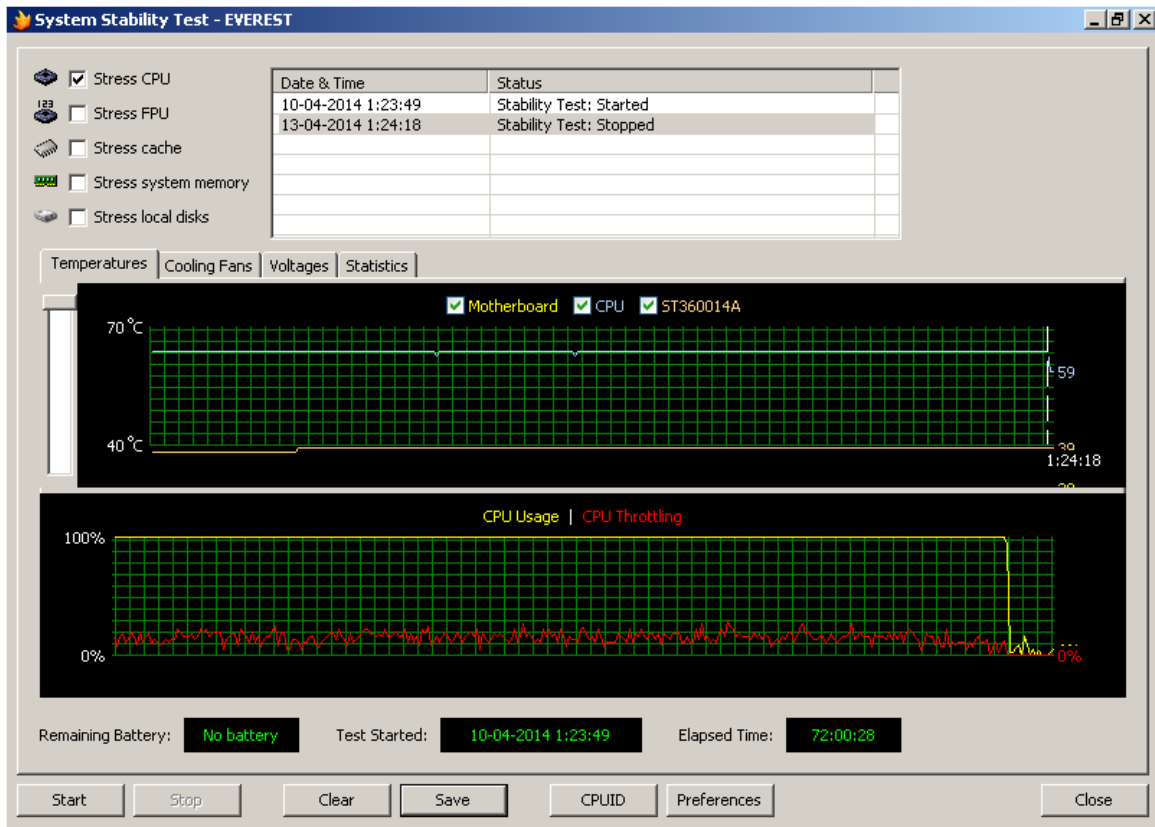 System Stability Test - EVEREST
Stress CPU
123
Stress FPU
Stress cache
Stress system memory
Stress local disks
Date & Time Status
10-04-2014 1:23:49 Stability Test: Started
13-04-2014 1:24:18 Stability Test: Stopped
Temperatures Cooling Fans Voltages Statistics
Motherboard CPU ST360014A
70°C
59
40°C
39
1:24:18
CPU Usage | CPU Throttling
100%
0% 0%
Remaining Battery: No battery Test Started: 10-04-2014 1:23:49 Elapsed Time: 72:00:28
Start Stop Clear Save CPUID Preferences Close